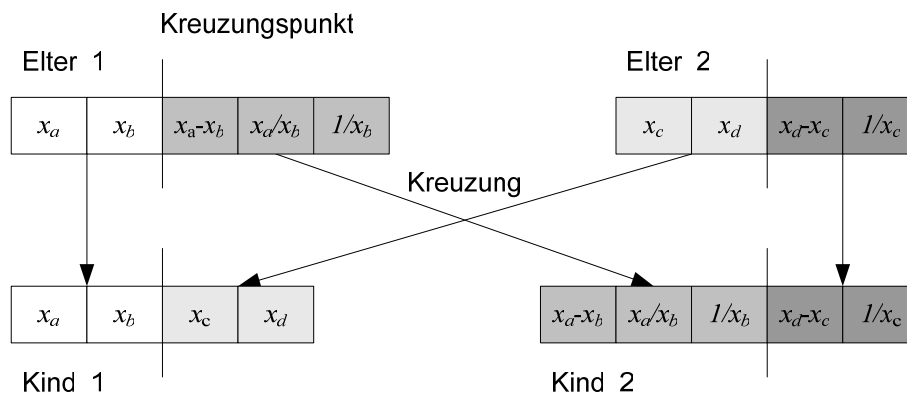 Kreuzungspunkt
Elter 1
Elter 2
x_a x_b x_a-x_b x_a/x_b 1/x_b
x_c x_d x_d-x_c 1/x_c
Kreuzung
x_a x_b x_c x_d
x_a-x_b x_a/x_b 1/x_b x_d-x_c 1/x_c
Kind 1
Kind 2